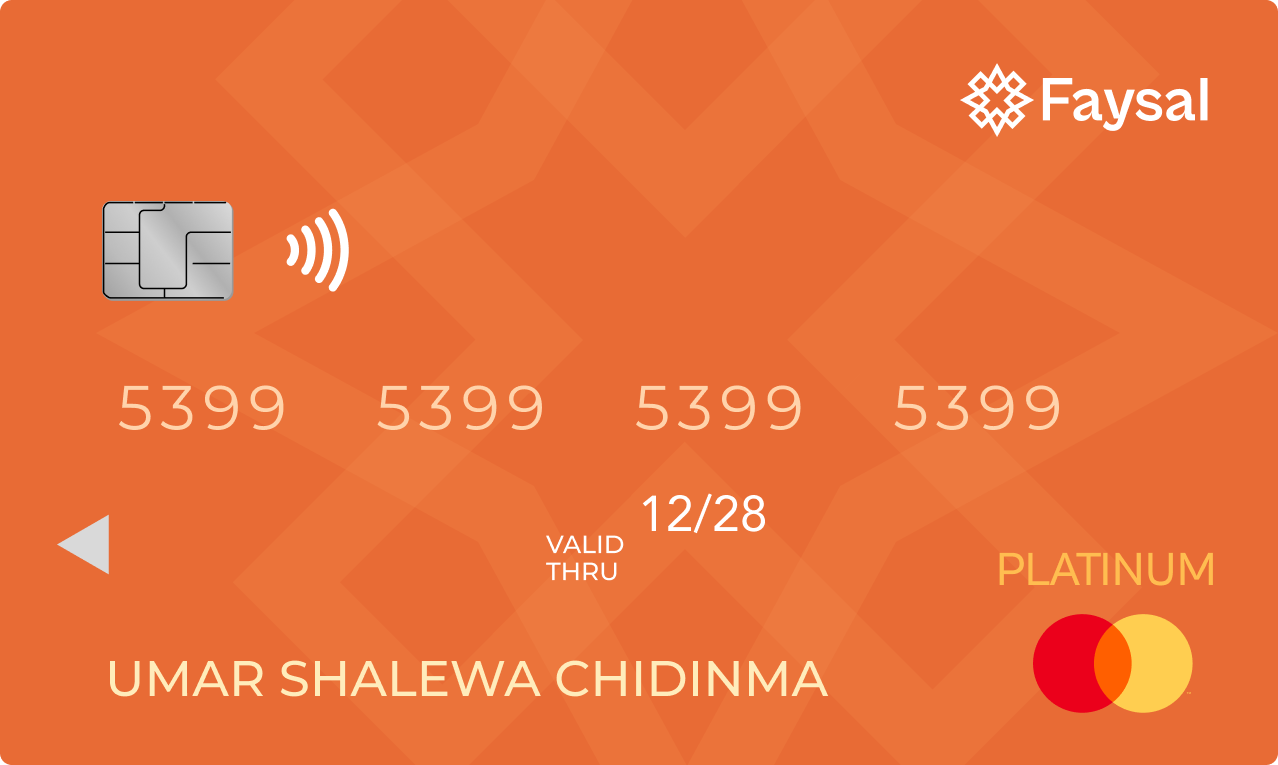 Faysal
5399 5399 5399 5399
12/28
VALID
THRU
PLATINUM
UMAR SHALEWA CHIDINMA